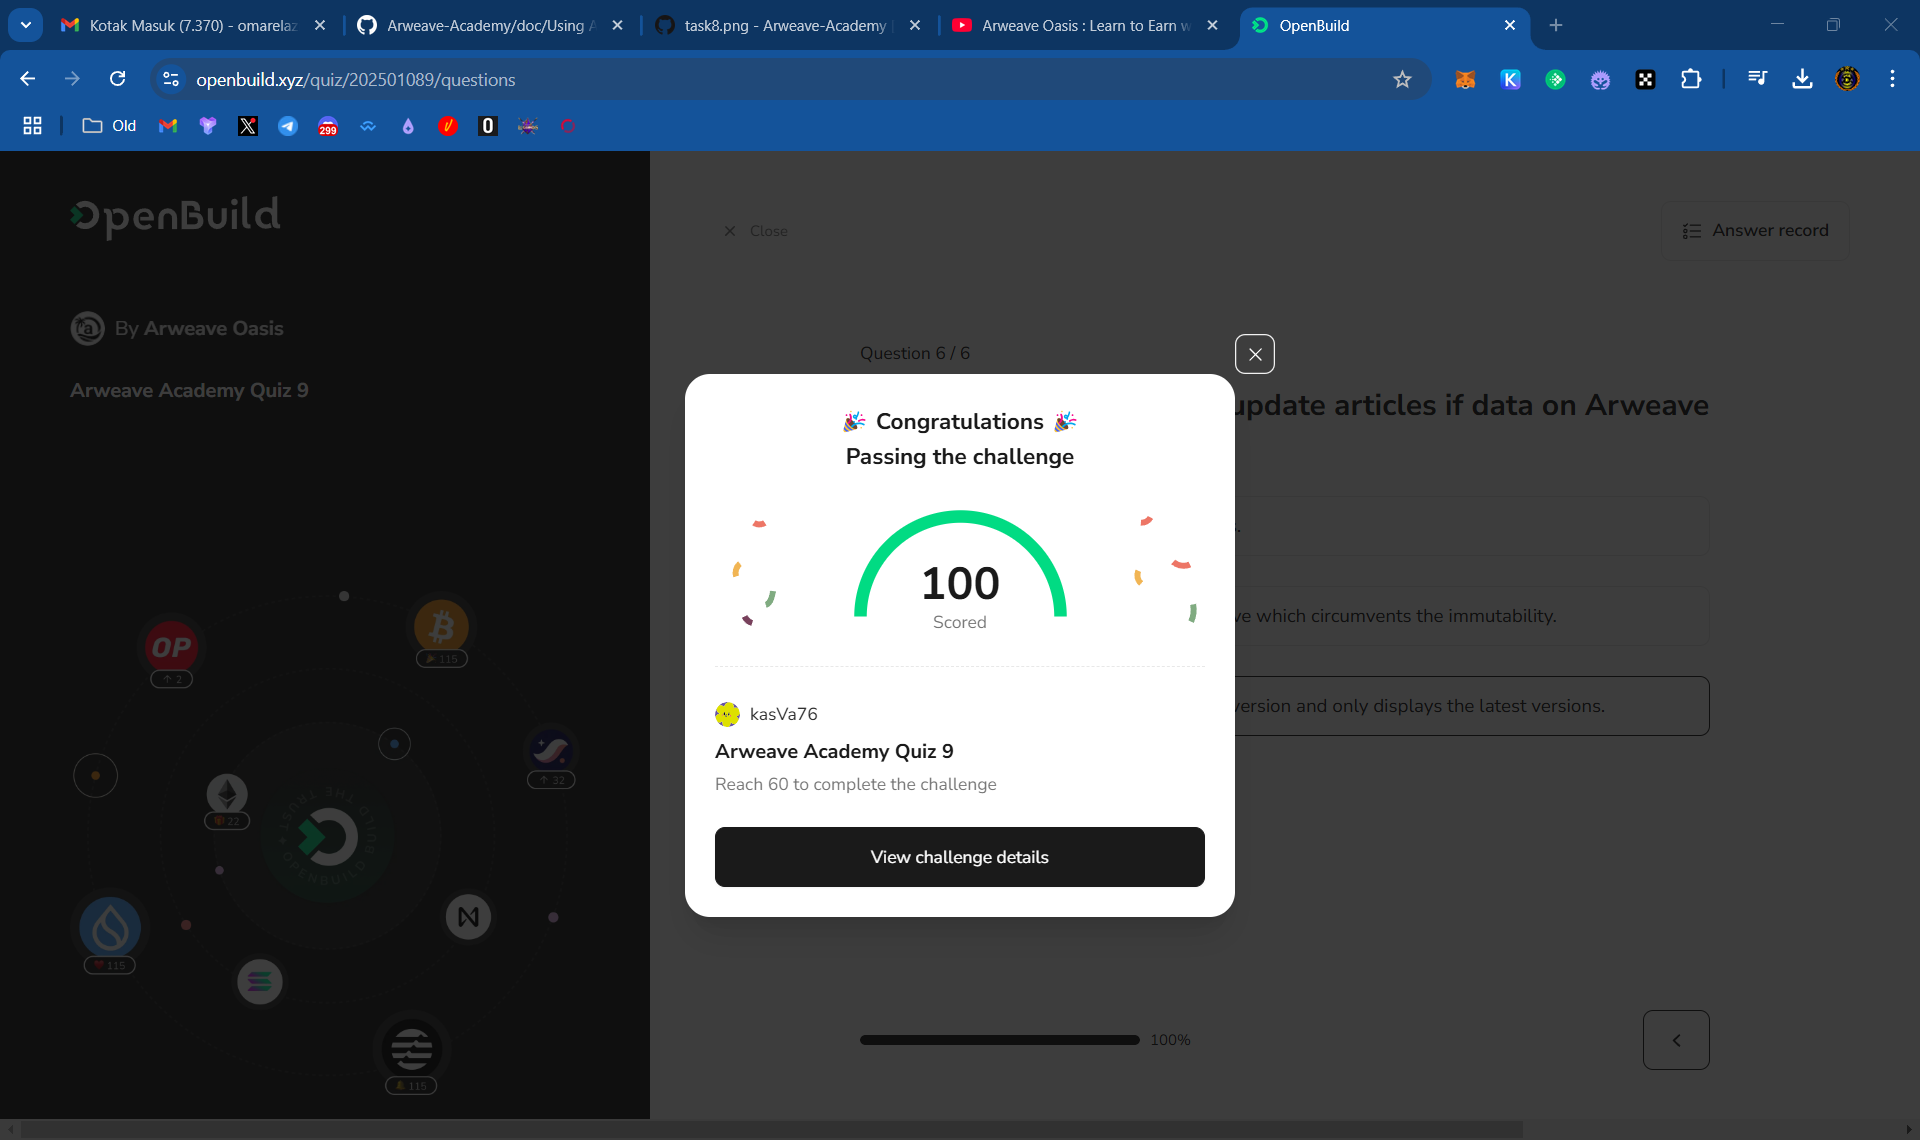 Kotak Masuk (7.370) - omarelaz
Arweave-Academy/doc/Using A
task8.png - Arweave-Academy
Arweave Oasis : Learn to Earn w
OpenBuild
openbuild.xyz/quiz/202501089/questions
Old
299
OpenBuild
Close
Answer record
By Arweave Oasis
Arweave Academy Quiz 9
Question 6 / 6
update articles if data on Arweave
ve which circumvents the immutability.
version and only displays the latest versions.
🎉 Congratulations 🎉
Passing the challenge
100
Scored
kasVa76
Arweave Academy Quiz 9
Reach 60 to complete the challenge
View challenge details
OP
2
115
32
22
115
115
100%